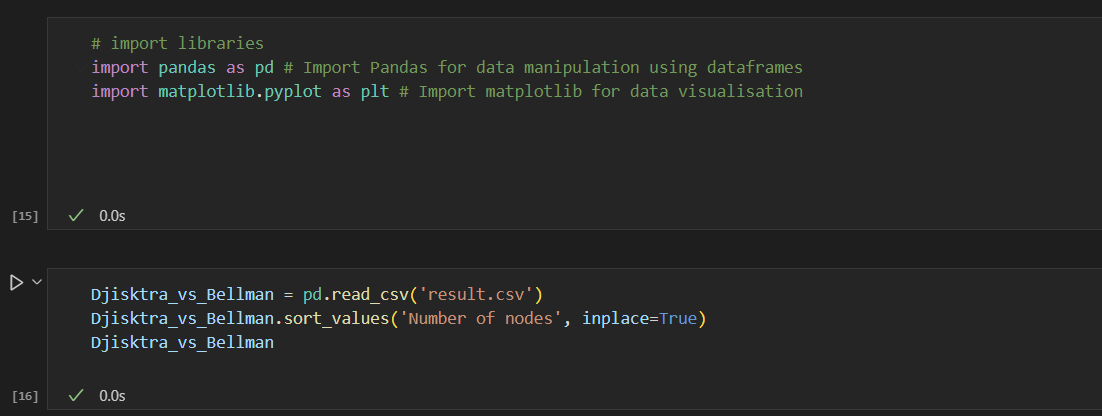 # import libraries
import pandas as pd # Import Pandas for data manipulation using dataframes
import matplotlib.pyplot as plt # Import matplotlib for data visualisation
[15]
0.0s
Djisktra_vs_Bellman = pd.read_csv('result.csv')
Djisktra_vs_Bellman.sort_values('Number of nodes', inplace=True)
Djisktra_vs_Bellman
[16]
0.0s